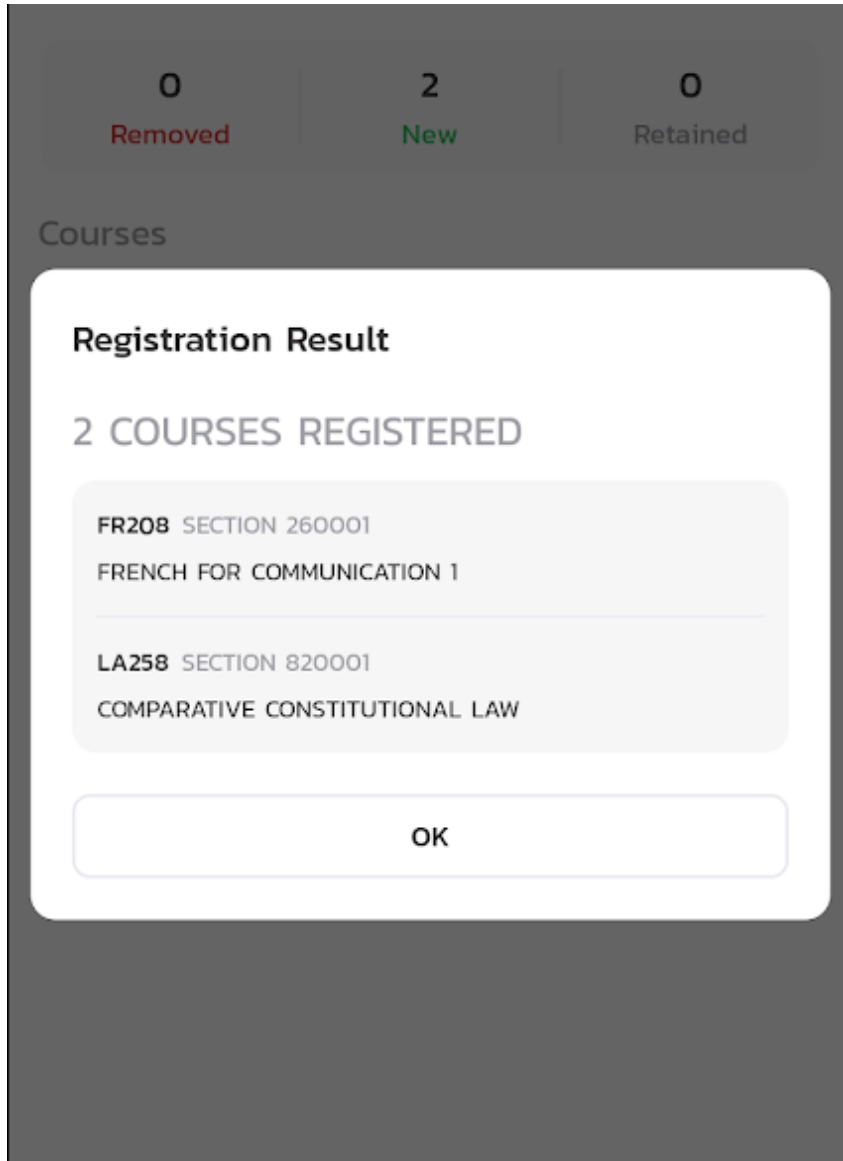 0 2 0
Removed New Retained
Courses
Registration Result
2 COURSES REGISTERED
FR208 SECTION 260001
FRENCH FOR COMMUNICATION 1
LA258 SECTION 820001
COMPARATIVE CONSTITUTIONAL LAW
OK